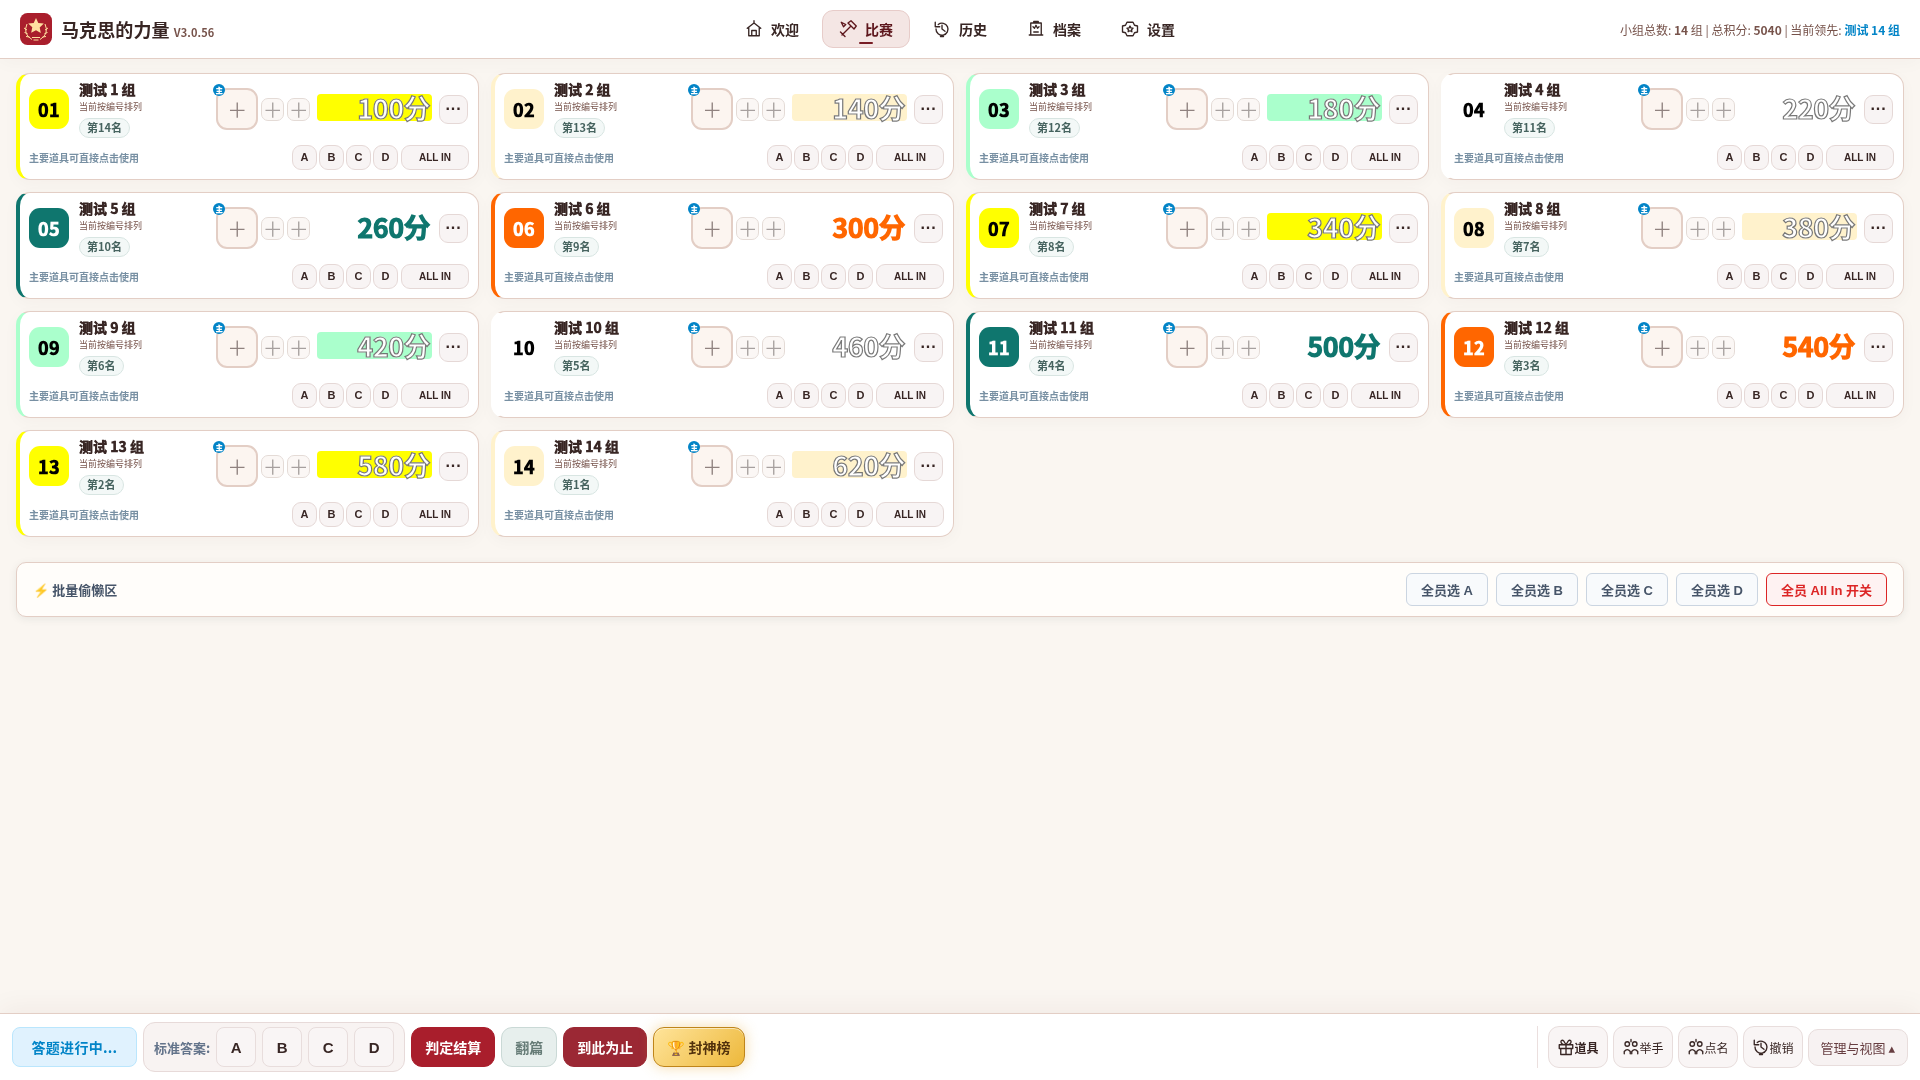 马克思的力量 V3.0.56
欢迎 比赛 历史 档案 设置
小组总数: 14 组 | 总积分: 5040 | 当前领先: 测试 14 组
01 测试 1 组 当前按编号排列 第14名 主 100分 ...
主要道具可直接点击使用 A B C D ALL IN
02 测试 2 组 当前按编号排列 第13名 主 140分 ...
主要道具可直接点击使用 A B C D ALL IN
03 测试 3 组 当前按编号排列 第12名 主 180分 ...
主要道具可直接点击使用 A B C D ALL IN
04 测试 4 组 当前按编号排列 第11名 主 220分 ...
主要道具可直接点击使用 A B C D ALL IN
05 测试 5 组 当前按编号排列 第10名 主 260分 ...
主要道具可直接点击使用 A B C D ALL IN
06 测试 6 组 当前按编号排列 第9名 主 300分 ...
主要道具可直接点击使用 A B C D ALL IN
07 测试 7 组 当前按编号排列 第8名 主 340分 ...
主要道具可直接点击使用 A B C D ALL IN
08 测试 8 组 当前按编号排列 第7名 主 380分 ...
主要道具可直接点击使用 A B C D ALL IN
09 测试 9 组 当前按编号排列 第6名 主 420分 ...
主要道具可直接点击使用 A B C D ALL IN
10 测试 10 组 当前按编号排列 第5名 主 460分 ...
主要道具可直接点击使用 A B C D ALL IN
11 测试 11 组 当前按编号排列 第4名 主 500分 ...
主要道具可直接点击使用 A B C D ALL IN
12 测试 12 组 当前按编号排列 第3名 主 540分 ...
主要道具可直接点击使用 A B C D ALL IN
13 测试 13 组 当前按编号排列 第2名 主 580分 ...
主要道具可直接点击使用 A B C D ALL IN
14 测试 14 组 当前按编号排列 第1名 主 620分 ...
主要道具可直接点击使用 A B C D ALL IN
⚡ 批量偷懒区 全员选 A 全员选 B 全员选 C 全员选 D 全员 All In 开关
答题进行中... 标准答案: A B C D 判定结算 翻篇 到此为止 🏆 封神榜 道具 举手 点名 撤销 管理与视图 ▴